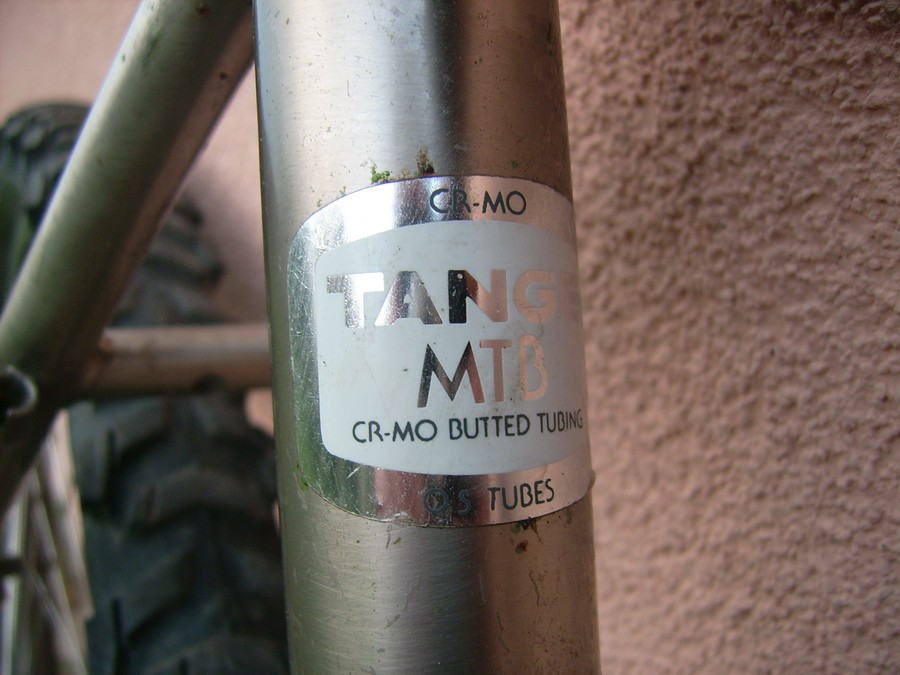 CR-MO
TANGE
MTB
CR-MO BUTTED TUBING
O.S. TUBES